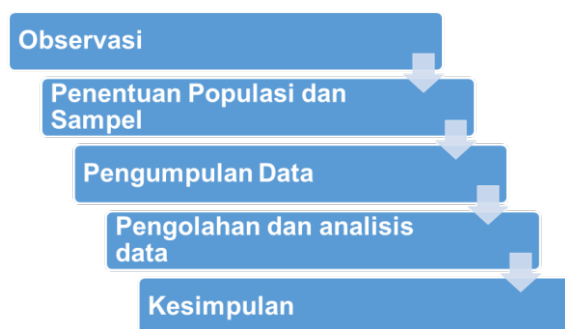 Observasi
Penentuan Populasi dan
Sampel
Pengumpulan Data
Pengolahan dan analisis
data
Kesimpulan